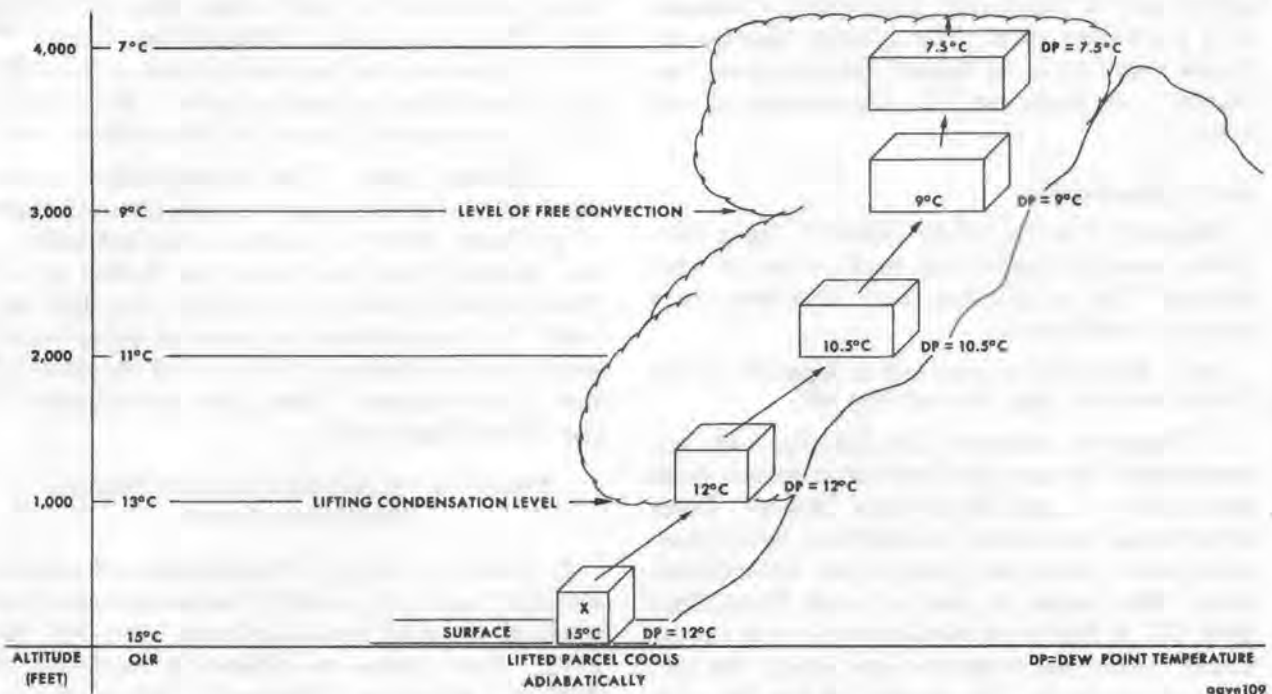 4,000 7°C 7.5°C DP = 7.5°C
9°C DP = 9°C
3,000 9°C LEVEL OF FREE CONVECTION
10.5°C DP = 10.5°C
2,000 11°C
12°C DP = 12°C
1,000 13°C LIFTING CONDENSATION LEVEL
X
SURFACE 15°C DP = 12°C
15°C
ALTITUDE OLR LIFTED PARCEL COOLS DP=DEW POINT TEMPERATURE
(FEET) ADIABATICALLY